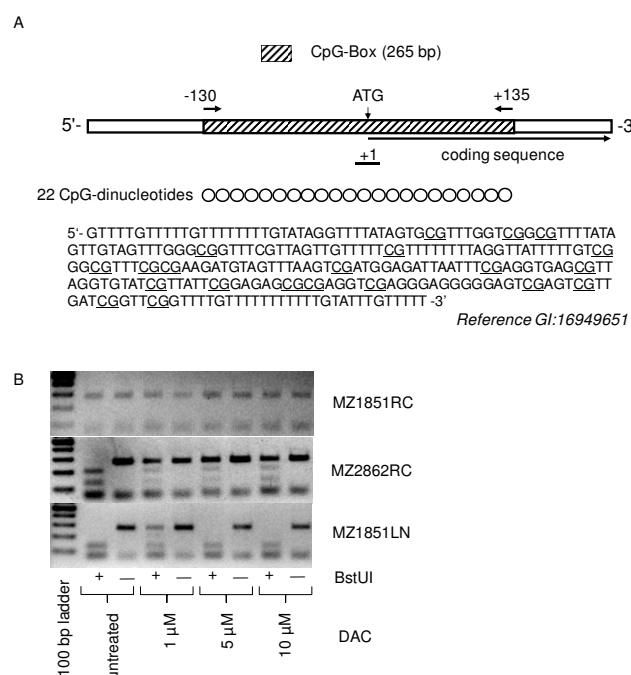 A
CpG-Box (265 bp)
-130 ATG +135
5'- -3
+1 coding sequence
22 CpG-dinucleotides
5'- GTTTTGTTTTTGTTTTTTTTTGTATAGGTTTTATAGTGCGTTTGGTCGGCGTTTTATA
GTTGTAGTTTGGGCGGTTTCGTTAGTTGTTTTTCGTTTTTTTTAGGTTATTTTTGTCG
GGCGTTTCGCGAAGATGTAGTTTAAGTCGATGGAGATTAATTTCGAGGTGAGCGTT
AGGTGTATCGTTATTCGGAGAGCGCGAGGTCGAGGGAGGGGGAGTCGAGTCGTT
GATCGGTTCGGTTTTGTTTTTTTTTTTGTATTTGTTTTT -3’
Reference GI:16949651
B
MZ1851RC
MZ2862RC
MZ1851LN
+ — + — + — + — BstUI
100 bp ladder
untreated
1 µM
5 µM
10 µM
DAC